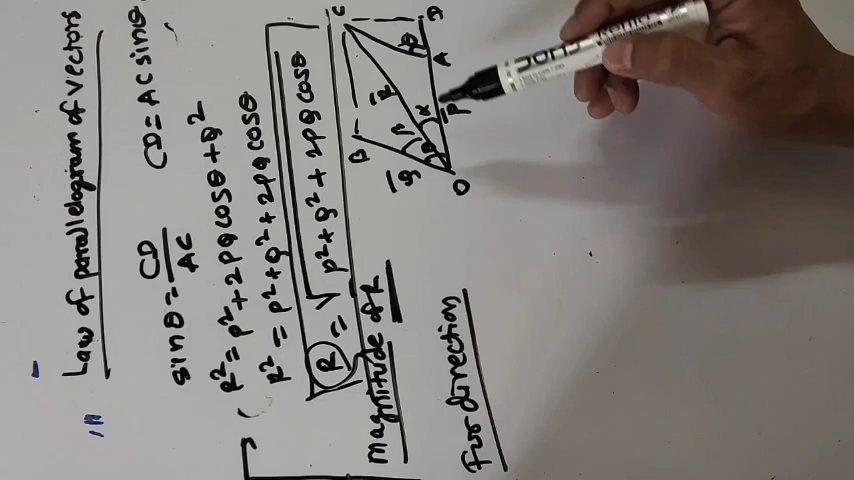 Law of parallelogram of vectors
sinθ = CD/AC CD = AC sinθ
R² = P² + 2PQ cosθ + Q²
R² = P² + Q² + 2PQ cosθ
R = √P² + Q² + 2PQ cosθ
magnitude of R
For direction
C D
θ A
R α P
B β θ
Q O